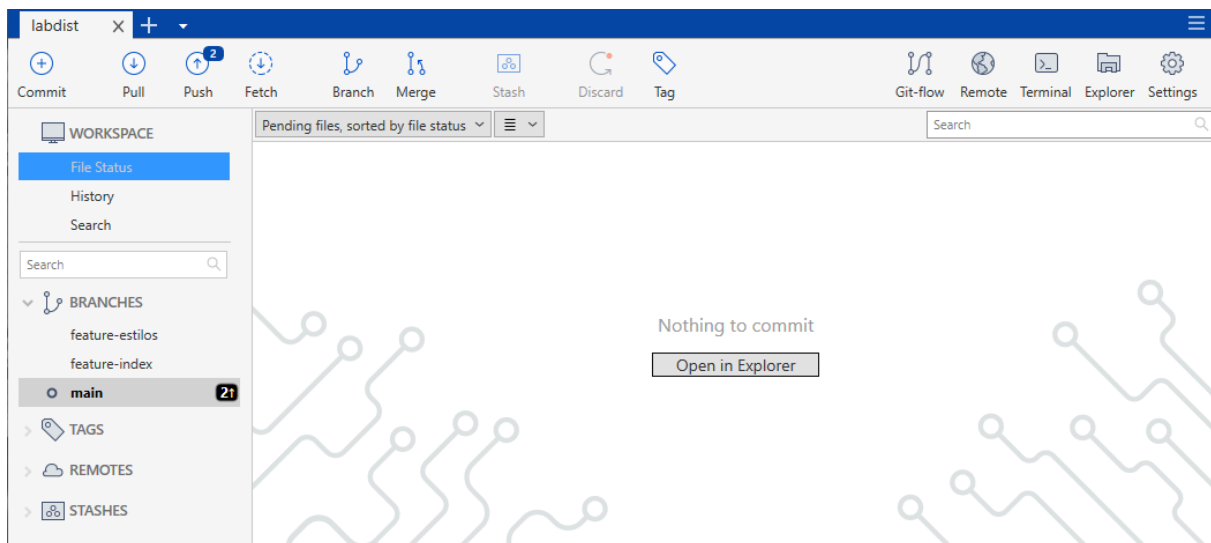 labdist
2
Commit Pull Push Fetch Branch Merge Stash Discard Tag Git-flow Remote Terminal Explorer Settings
WORKSPACE
Pending files, sorted by file status
Search
File Status
History
Search
Search
BRANCHES
feature-estilos
feature-index
main 2↑
TAGS
REMOTES
STASHES
Nothing to commit
Open in Explorer